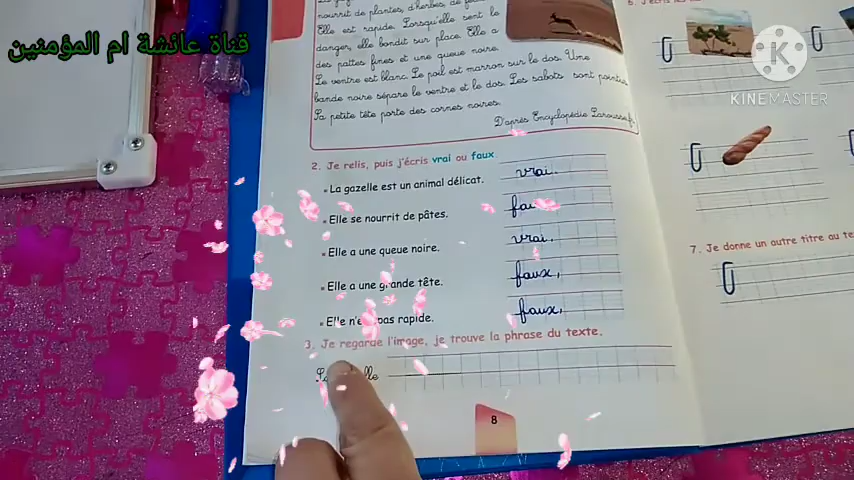 قناة عائشة ام المؤمنين
nourrit de plantes, d'herbes, de
Elle est rapide. Lorsqu'elle sent le
danger, elle bondit sur place. Elle a
des pattes fines et une queue noire.
Le ventre est blanc. Le poil est marron sur le dos. Une
bande noire sépare le ventre et le dos. Les sabots sont pointus
Sa petite tête porte des cornes noires.
D'après Encyclopédie Larousse.fr
2. Je relis, puis j'écris vrai ou faux.
La gazelle est un animal délicat. vrai.
Elle se nourrit de pâtes.
Elle a une queue noire. vrai.
Elle a une grande tête. faux,
Elle pas rapide. faux,
3. Je regarde l'image, je trouve la phrase du texte.
8
KINEMASTER
7. Je donne un autre titre au